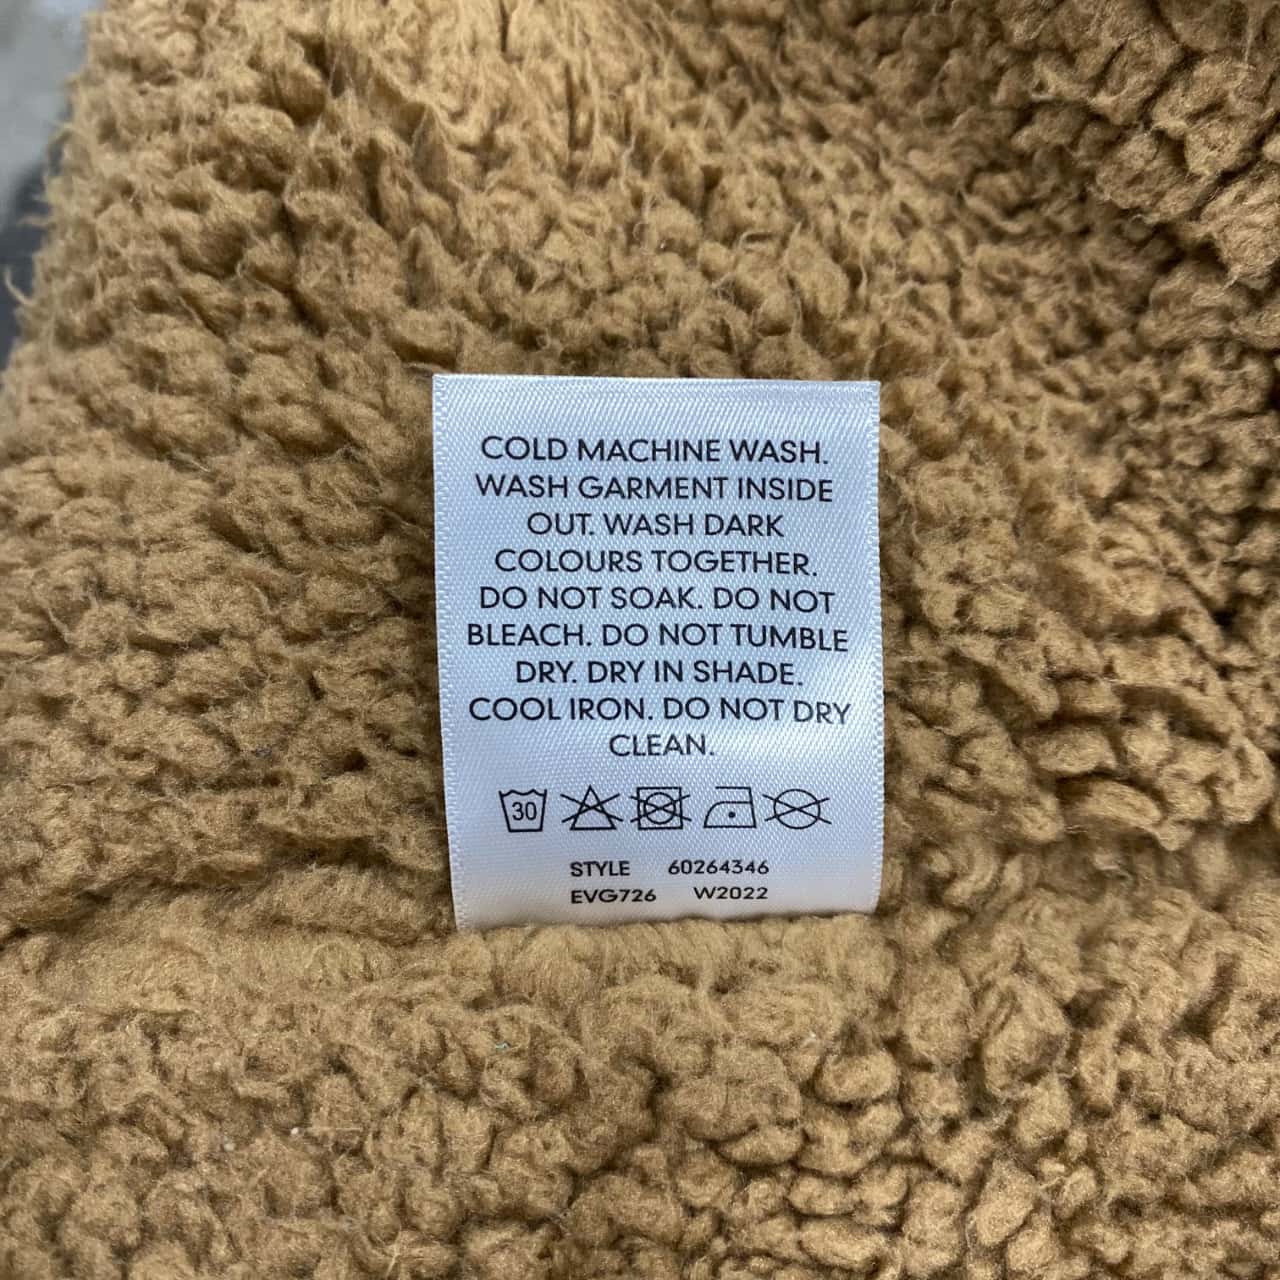 COLD MACHINE WASH.
WASH GARMENT INSIDE
OUT. WASH DARK
COLOURS TOGETHER.
DO NOT SOAK. DO NOT
BLEACH. DO NOT TUMBLE
DRY. DRY IN SHADE.
COOL IRON. DO NOT DRY
CLEAN.
30
STYLE 60264346
EVG726 W2022